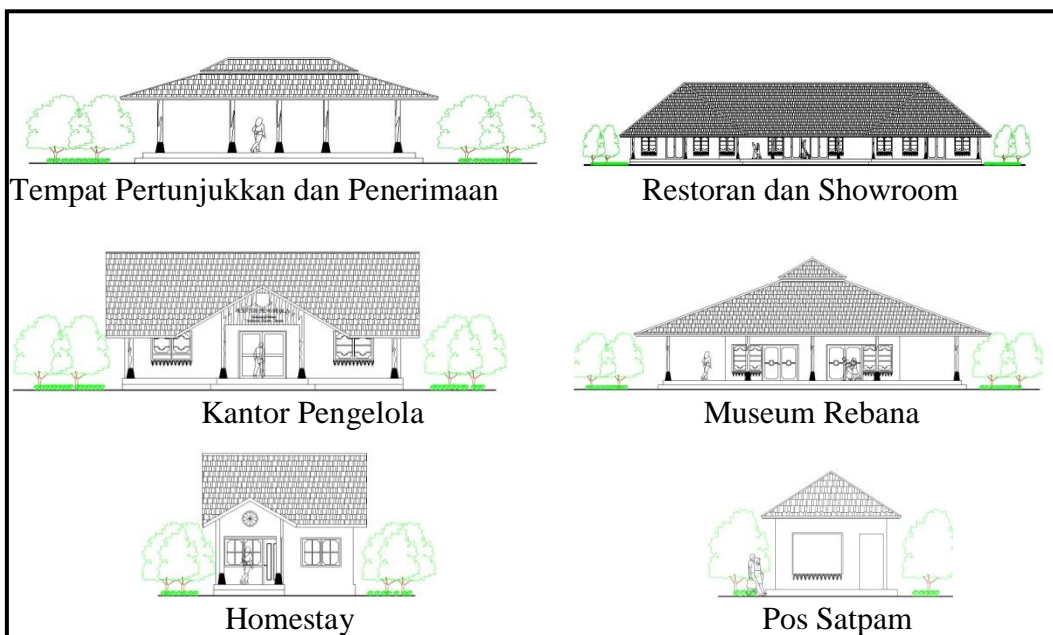 Tempat Pertunjukkan dan Penerimaan
Restoran dan Showroom
Kantor Pengelola
Museum Rebana
Homestay
Pos Satpam